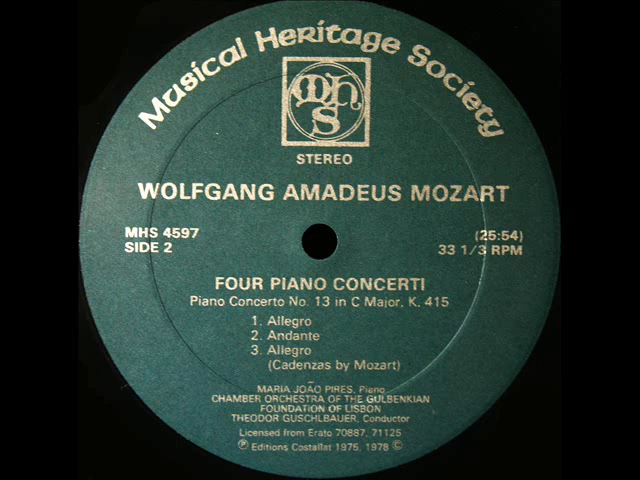 Musical Heritage Society
mhs
STEREO
WOLFGANG AMADEUS MOZART
MHS 4597
SIDE 2
(25:54)
33 1/3 RPM
FOUR PIANO CONCERTI
Piano Concerto No. 13 in C Major, K. 415
1. Allegro
2. Andante
3. Allegro
(Cadenzas by Mozart)
MARIA JOÃO PIRES, Piano
CHAMBER ORCHESTRA OF THE GULBENKIAN
FOUNDATION OF LISBON
THEODOR GUSCHLBAUER, Conductor
Licensed from Erato 70887, 71125
Ⓟ Editions Costallat 1975, 1978 ©